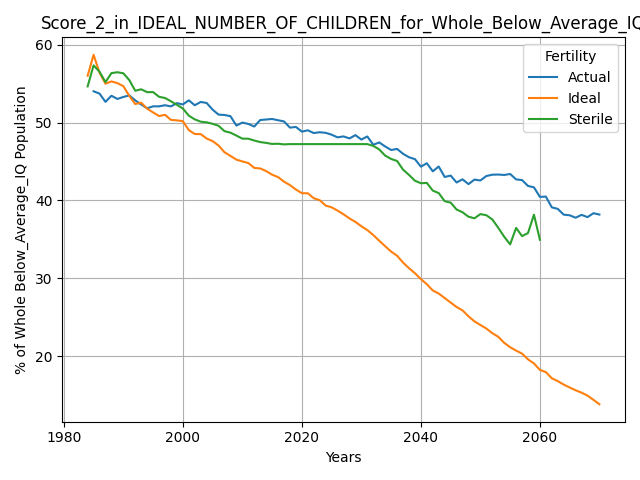 Score_2_in_IDEAL_NUMBER_OF_CHILDREN_for_Whole_Below_Average_IQ
Fertility
Actual
Ideal
Sterile
% of Whole Below_Average_IQ Population
60
50
40
30
20
1980
2000
2020
2040
2060
Years